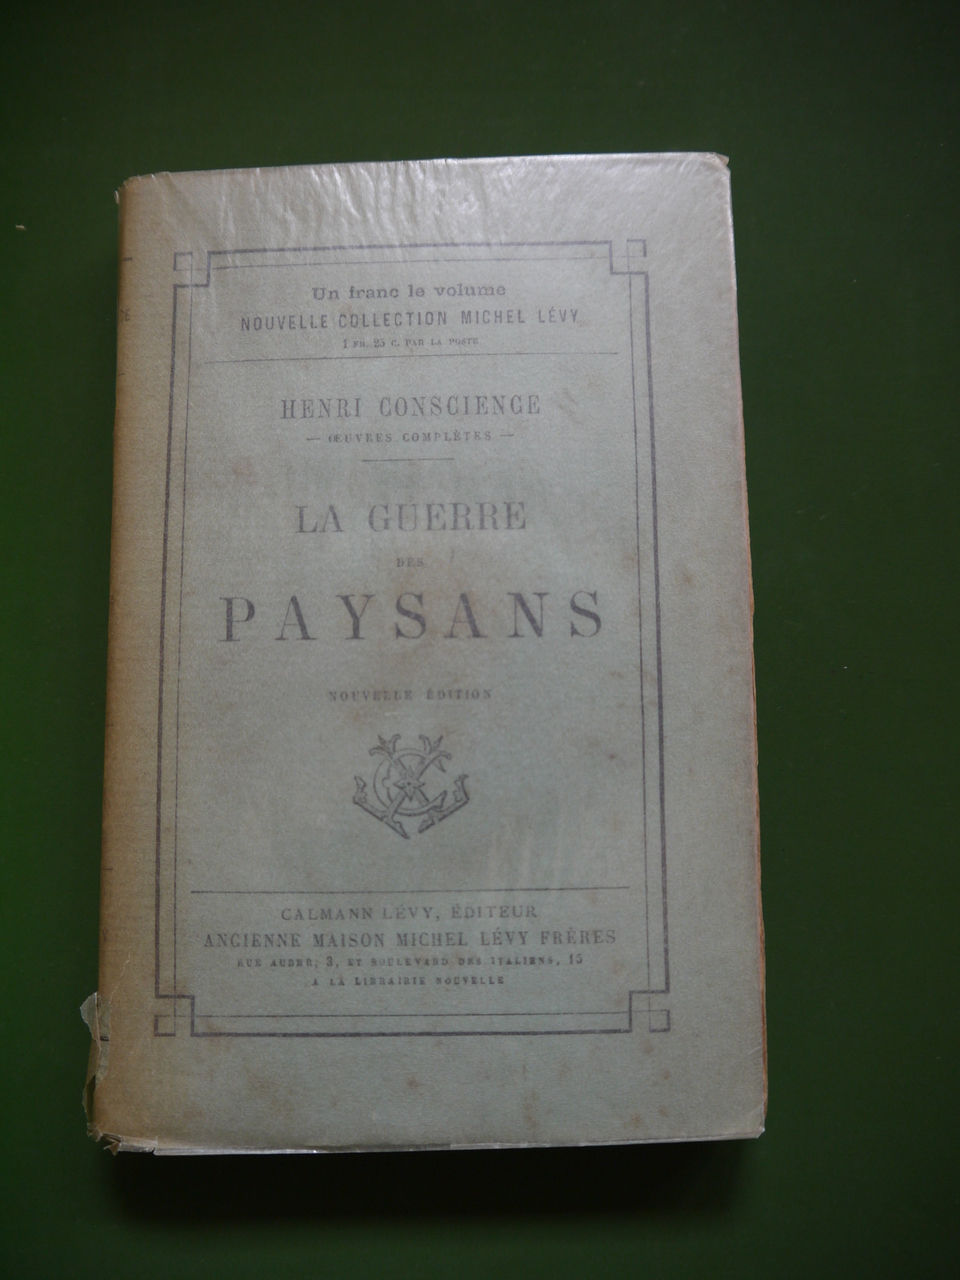 Un franc le volume
NOUVELLE COLLECTION MICHEL LÉVY
1 FR. 25 C. PAR LA POSTE
HENRI CONSCIENCE
— ŒUVRES COMPLÈTES —
LA GUERRE
DES
PAYSANS
NOUVELLE ÉDITION
CALMANN LÉVY, ÉDITEUR
ANCIENNE MAISON MICHEL LÉVY FRÈRES
RUE AUBER, 3, ET BOULEVARD DES ITALIENS, 15
A LA LIBRAIRIE NOUVELLE